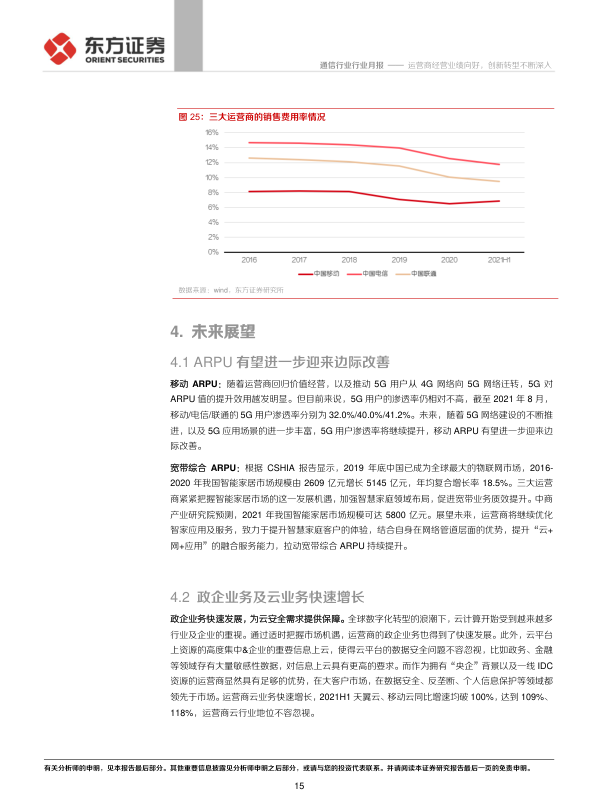 东方证券
ORIENT SECURITIES
通信行业行业月报 —— 运营商经营业绩向好，创新转型不断深入
图 25：三大运营商的销售费用率情况
16%
14%
12%
10%
8%
6%
4%
2%
0%
2016 2017 2018 2019 2020 2021H1
中国移动 中国电信 中国联通
数据来源：wind、东方证券研究所
4. 未来展望
4.1 ARPU 有望进一步迎来边际改善
移动 ARPU：随着运营商回归价值经营，以及推动 5G 用户从 4G 网络向 5G 网络迁转，5G 对
ARPU 值的提升效用越发明显。但目前来说，5G 用户的渗透率仍相对不高，截至 2021 年 8 月，
移动/电信/联通的 5G 用户渗透率分别为 32.0%/40.0%/41.2%。未来，随着 5G 网络建设的不断推
进，以及 5G 应用场景的进一步丰富，5G 用户渗透率将继续提升，移动 ARPU 有望进一步迎来边
际改善。
宽带综合 ARPU：根据 CSHIA 报告显示，2019 年底中国已成为全球最大的物联网市场，2016-
2020 年我国智能家居市场规模由 2609 亿元增长 5145 亿元，年均复合增长率 18.5%。三大运营
商紧紧把握智能家居市场的这一发展机遇，加强智慧家庭领域布局，促进宽带业务质效提升。中商
产业研究院预测，2021 年我国智能家居市场规模可达 5800 亿元。展望未来，运营商将继续优化
智家应用及服务，致力于提升智慧家庭客户的体验，结合自身在网络管道层面的优势，提升“云+
网+应用”的融合服务能力，拉动宽带综合 ARPU 持续提升。
4.2 政企业务及云业务快速增长
政企业务快速发展，为云安全需求提供保障。全球数字化转型的浪潮下，云计算开始受到越来越多
行业及企业的重视。通过适时把握市场机遇，运营商的政企业务也得到了快速发展。此外，云平台
上资源的高度集中&企业的重要信息上云，使得云平台的数据安全问题不容忽视，比如政务、金融
等领域存有大量敏感性数据，对信息上云具有更高的要求。而作为拥有“央企”背景以及一线 IDC
资源的运营商显然具有足够的优势，在大客户市场，在数据安全、反垄断、个人信息保护等领域都
领先于市场。运营商云业务快速增长，2021H1 天翼云、移动云同比增速均破 100%，达到 109%、
118%，运营商云行业地位不容忽视。
有关分析师的申明，见本报告最后部分。其他重要信息披露见分析师申明之后部分，或请与您的投资代表联系。并请阅读本证券研究报告最后一页的免责申明。
15